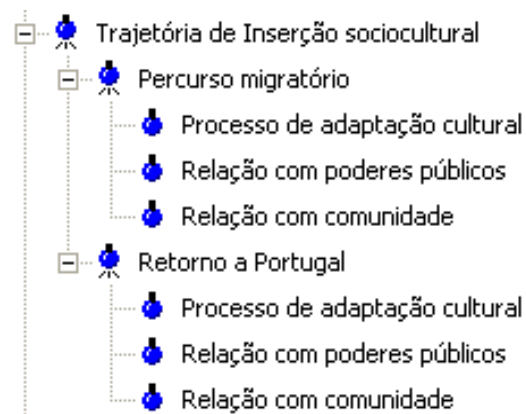 Trajetória de Inserção sociocultural
Percurso migratório
Processo de adaptação cultural
Relação com poderes públicos
Relação com comunidade
Retorno a Portugal
Processo de adaptação cultural
Relação com poderes públicos
Relação com comunidade